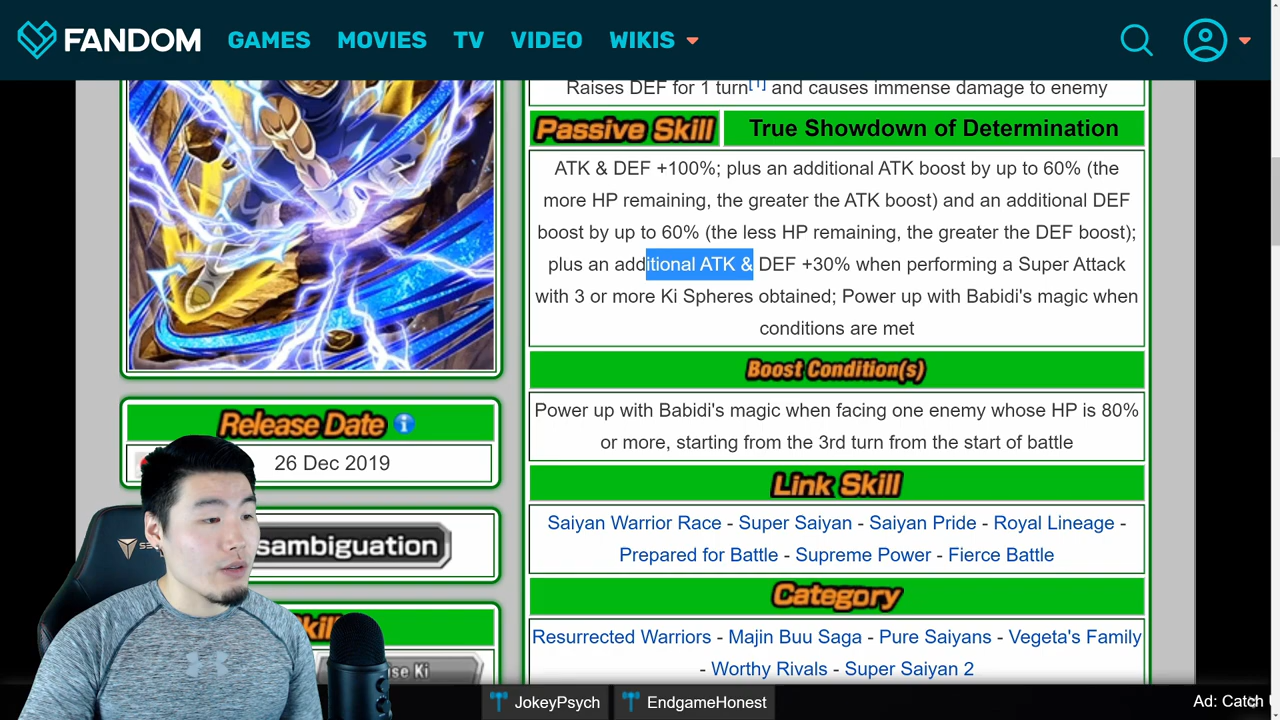 FANDOM GAMES MOVIES TV VIDEO WIKIS
Raises DEF for 1 turn[1] and causes immense damage to enemy
Passive Skill True Showdown of Determination
ATK & DEF +100%; plus an additional ATK boost by up to 60% (the
more HP remaining, the greater the ATK boost) and an additional DEF
boost by up to 60% (the less HP remaining, the greater the DEF boost);
plus an additional ATK & DEF +30% when performing a Super Attack
with 3 or more Ki Spheres obtained; Power up with Babidi's magic when
conditions are met
Boost Condition(s)
Power up with Babidi's magic when facing one enemy whose HP is 80%
or more, starting from the 3rd turn from the start of battle
Link Skill
Saiyan Warrior Race - Super Saiyan - Saiyan Pride - Royal Lineage -
Prepared for Battle - Supreme Power - Fierce Battle
Category
Resurrected Warriors - Majin Buu Saga - Pure Saiyans - Vegeta's Family
- Worthy Rivals - Super Saiyan 2
Release Date
26 Dec 2019
sambiguation
Ki
JokeyPsych EndgameHonest
Ad: Catch